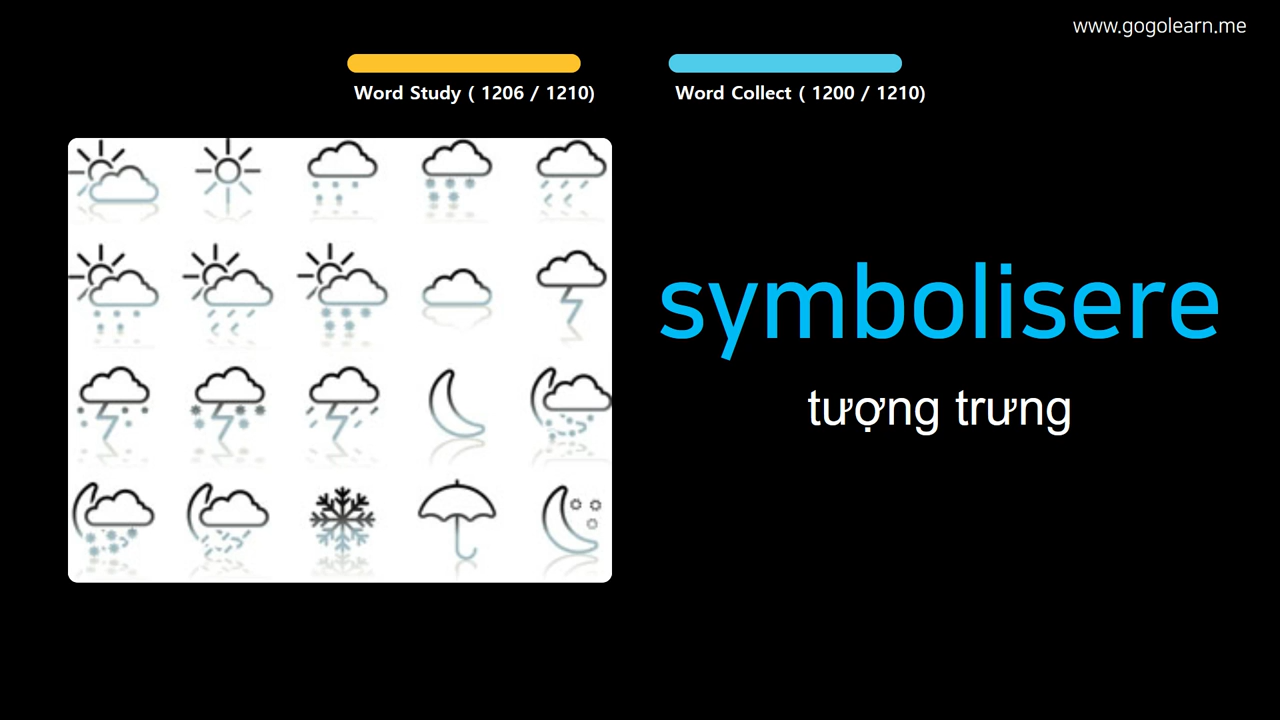 www.gogolearn.me
Word Study ( 1206 / 1210)
Word Collect ( 1200 / 1210)
symbolisere
tượng trưng